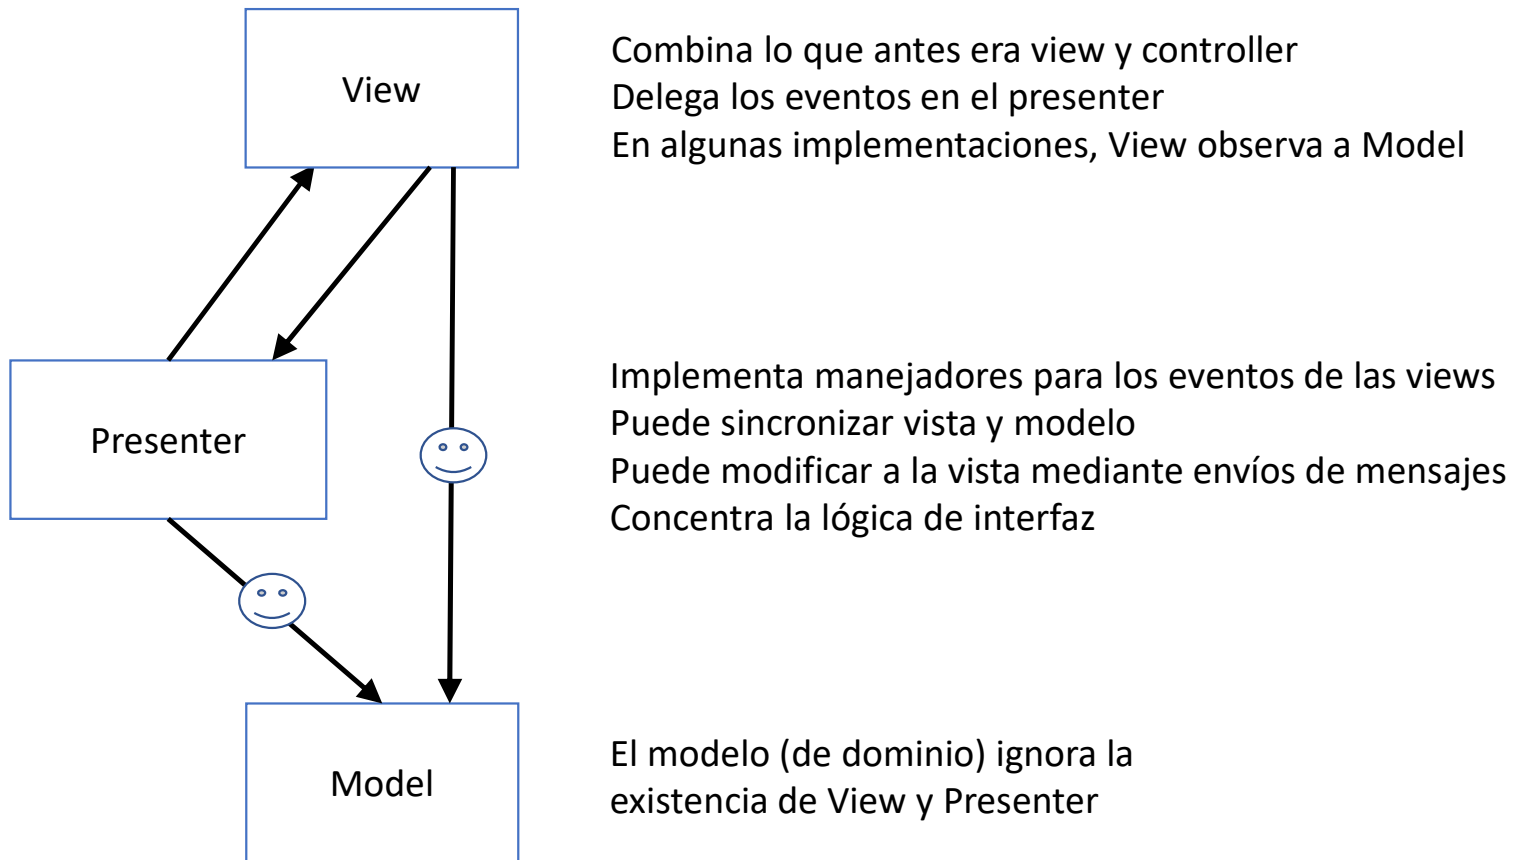 View
Combina lo que antes era view y controller
Delega los eventos en el presenter
En algunas implementaciones, View observa a Model
Presenter
Implementa manejadores para los eventos de las views
Puede sincronizar vista y modelo
Puede modificar a la vista mediante envíos de mensajes
Concentra la lógica de interfaz
Model
El modelo (de dominio) ignora la
existencia de View y Presenter